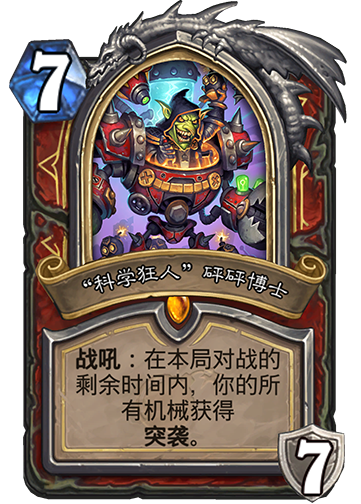 7
“科学狂人”砰砰博士
战吼：在本局对战的
剩余时间内，你的所
有机械获得
突袭。
7